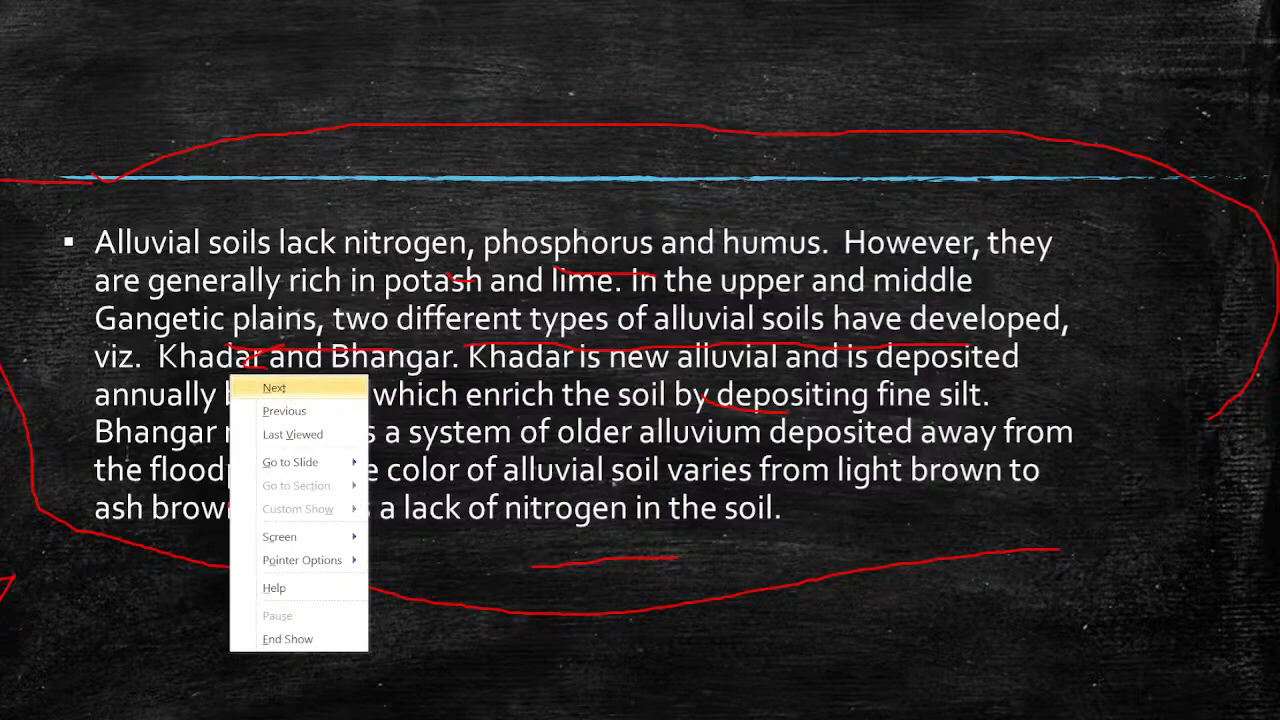 ▪ Alluvial soils lack nitrogen, phosphorus and humus. However, they
are generally rich in potash and lime. In the upper and middle
Gangetic plains, two different types of alluvial soils have developed,
viz. Khadar and Bhangar. Khadar is new alluvial and is deposited
annually which enrich the soil by depositing fine silt.
Bhangar a system of older alluvium deposited away from
the color of alluvial soil varies from light brown to
ash a lack of nitrogen in the soil.
Next
Previous
Last Viewed
Go to Slide
Go to Section
Custom Show
Screen
Pointer Options
Help
Pause
End Show